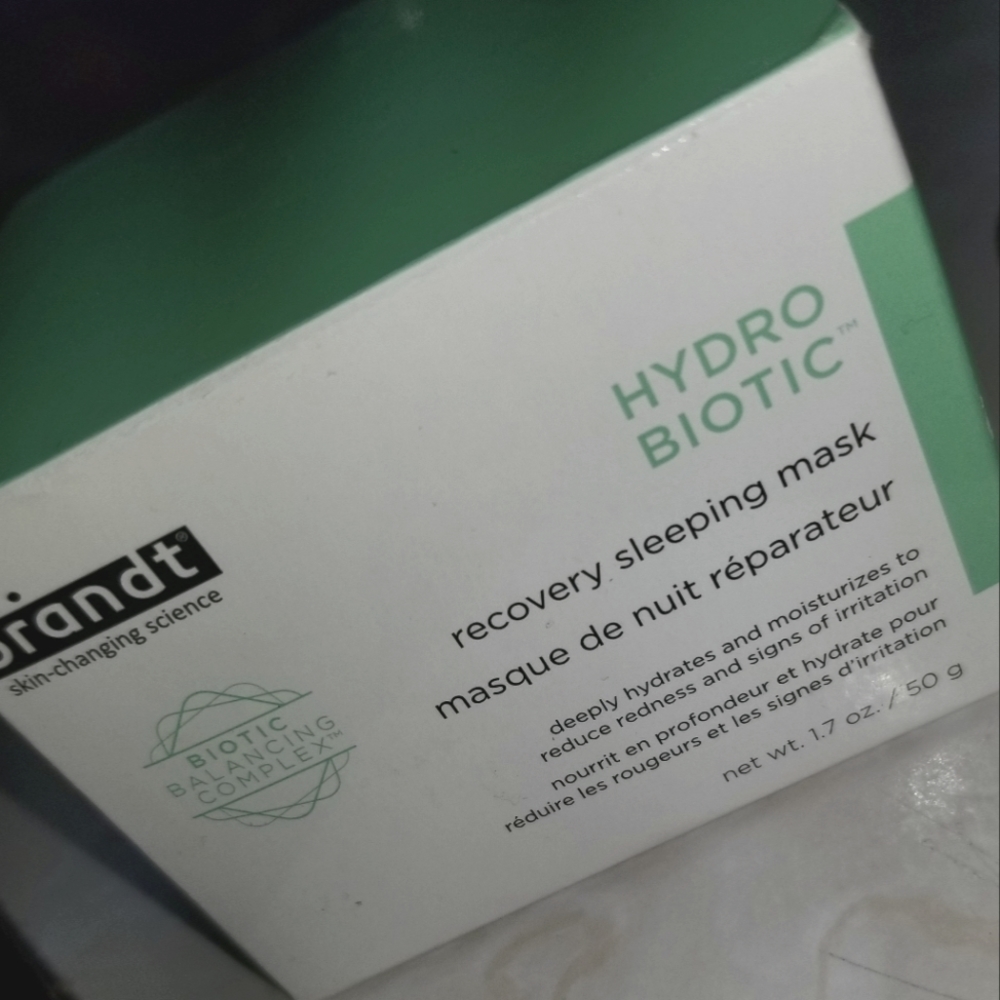 brandt®
skin-changing science
BIOTIC
BALANCING
COMPLEX™
HYDRO
BIOTIC™
recovery sleeping mask
masque de nuit réparateur
deeply hydrates and moisturizes to
reduce redness and signs of irritation
nourrit en profondeur et hydrate pour
réduire les rougeurs et les signes d'irritation
net wt. 1.7 oz. / 50 g